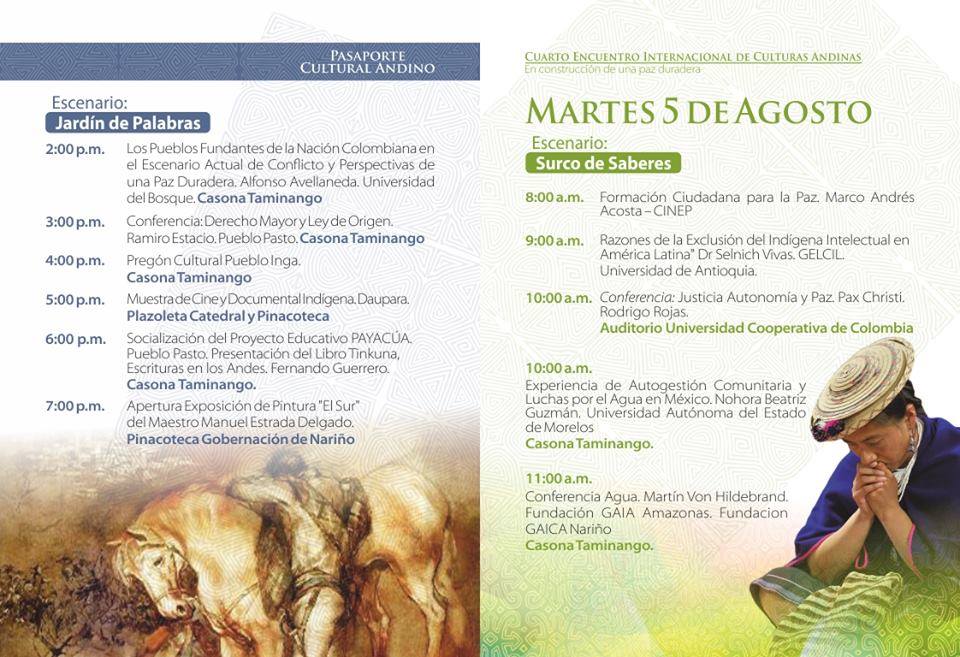 PASAPORTE
CULTURAL ANDINO
Escenario:
Jardín de Palabras
2:00 p.m. Los Pueblos Fundantes de la Nación Colombiana en
el Escenario Actual de Conflicto y Perspectivas de
una Paz Duradera. Alfonso Avellaneda. Universidad
del Bosque. Casona Taminango
3:00 p.m. Conferencia: Derecho Mayor y Ley de Origen.
Ramiro Estacio. Pueblo Pasto. Casona Taminango
4:00 p.m. Pregón Cultural Pueblo Inga.
Casona Taminango
5:00 p.m. Muestra de Cine y Documental Indígena. Daupara.
Plazoleta Catedral y Pinacoteca
6:00 p.m. Socialización del Proyecto Educativo PAYACÚA.
Pueblo Pasto. Presentación del Libro Tinkuna,
Escrituras en los Andes. Fernando Guerrero.
Casona Taminango.
7:00 p.m. Apertura Exposición de Pintura "El Sur"
del Maestro Manuel Estrada Delgado.
Pinacoteca Gobernación de Nariño
CUARTO ENCUENTRO INTERNACIONAL DE CULTURAS ANDINAS
En construcción de una paz duradera
MARTES 5 DE AGOSTO
Escenario:
Surco de Saberes
8:00 a.m. Formación Ciudadana para la Paz. Marco Andrés
Acosta – CINEP
9:00 a.m. Razones de la Exclusión del Indígena Intelectual en
América Latina" Dr Selnich Vivas. GELCIL.
Universidad de Antioquia.
10:00 a.m. Conferencia: Justicia Autonomía y Paz. Pax Christi.
Rodrigo Rojas.
Auditorio Universidad Cooperativa de Colombia
10:00 a.m.
Experiencia de Autogestión Comunitaria y
Luchas por el Agua en México. Nohora Beatriz
Guzmán. Universidad Autónoma del Estado
de Morelos
Casona Taminango.
11:00 a.m.
Conferencia Agua. Martín Von Hildebrand.
Fundación GAIA Amazonas. Fundacion
GAICA Nariño
Casona Taminango.